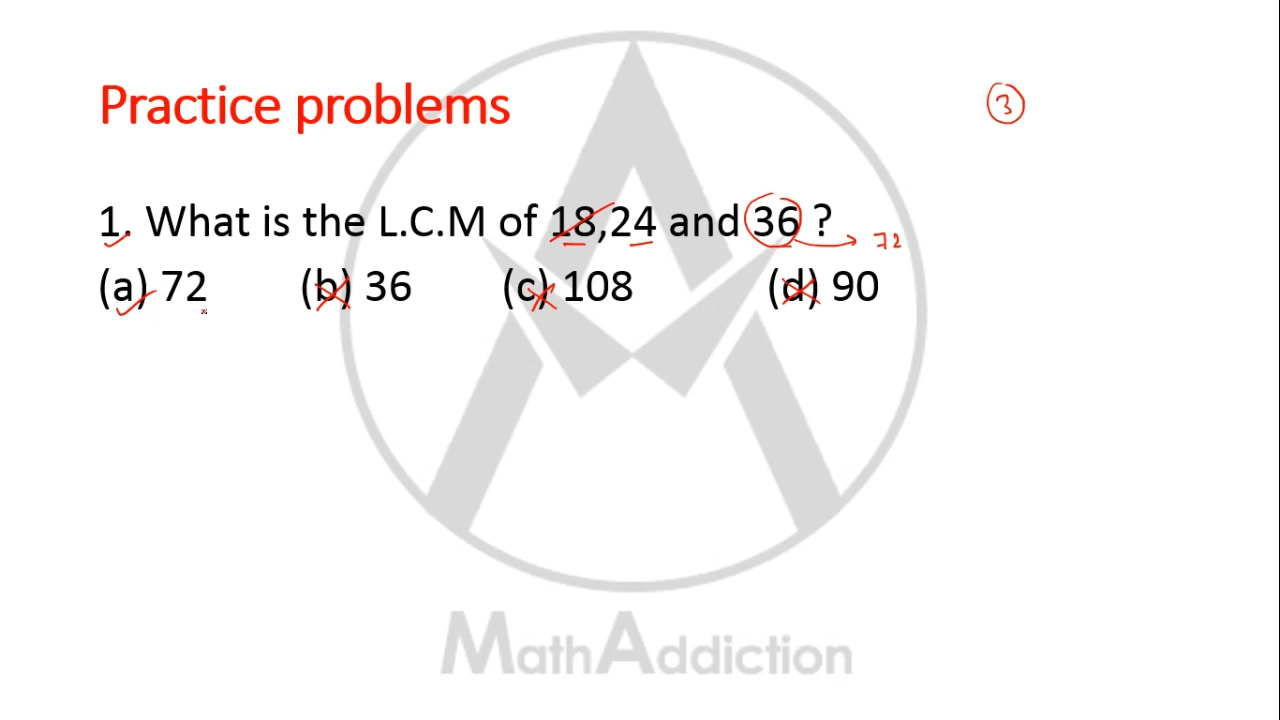 Practice problems
3
1. What is the L.C.M of 18,24 and 36 ?
72
(a) 72 (b) 36 (c) 108 (d) 90
MathAddiction